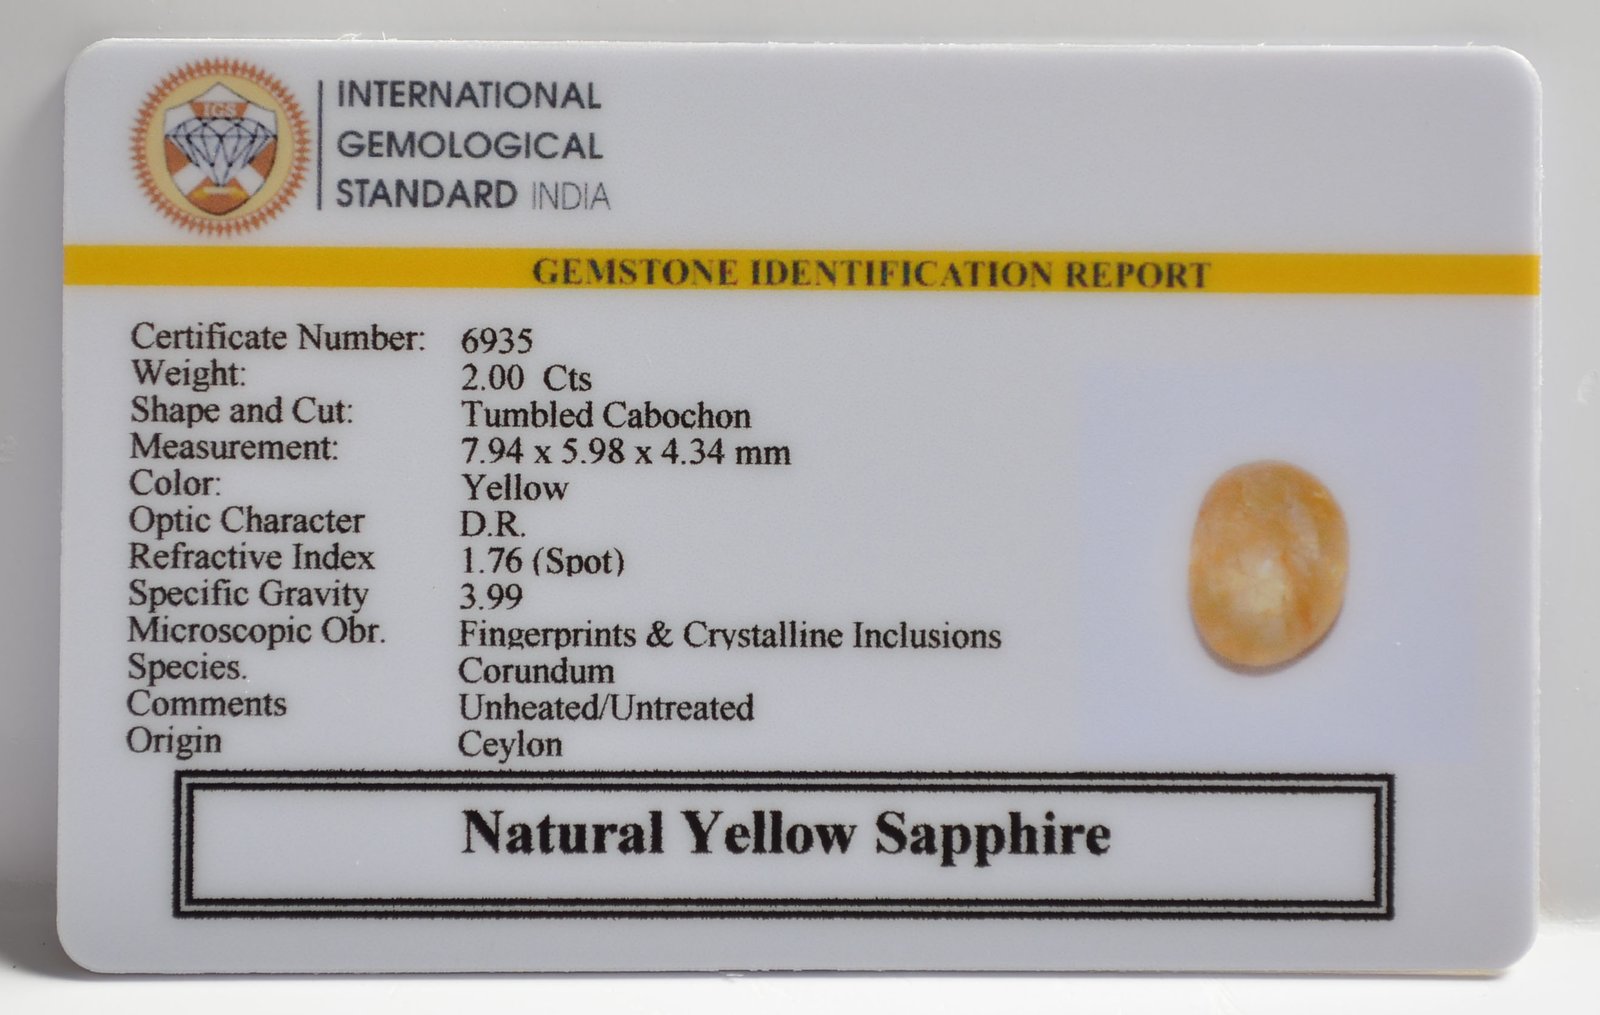 IGS
INTERNATIONAL
GEMOLOGICAL
STANDARD INDIA
GEMSTONE IDENTIFICATION REPORT
Certificate Number: 6935
Weight: 2.00 Cts
Shape and Cut: Tumbled Cabochon
Measurement: 7.94 x 5.98 x 4.34 mm
Color: Yellow
Optic Character D.R.
Refractive Index 1.76 (Spot)
Specific Gravity 3.99
Microscopic Obr. Fingerprints & Crystalline Inclusions
Species. Corundum
Comments Unheated/Untreated
Origin Ceylon
Natural Yellow Sapphire